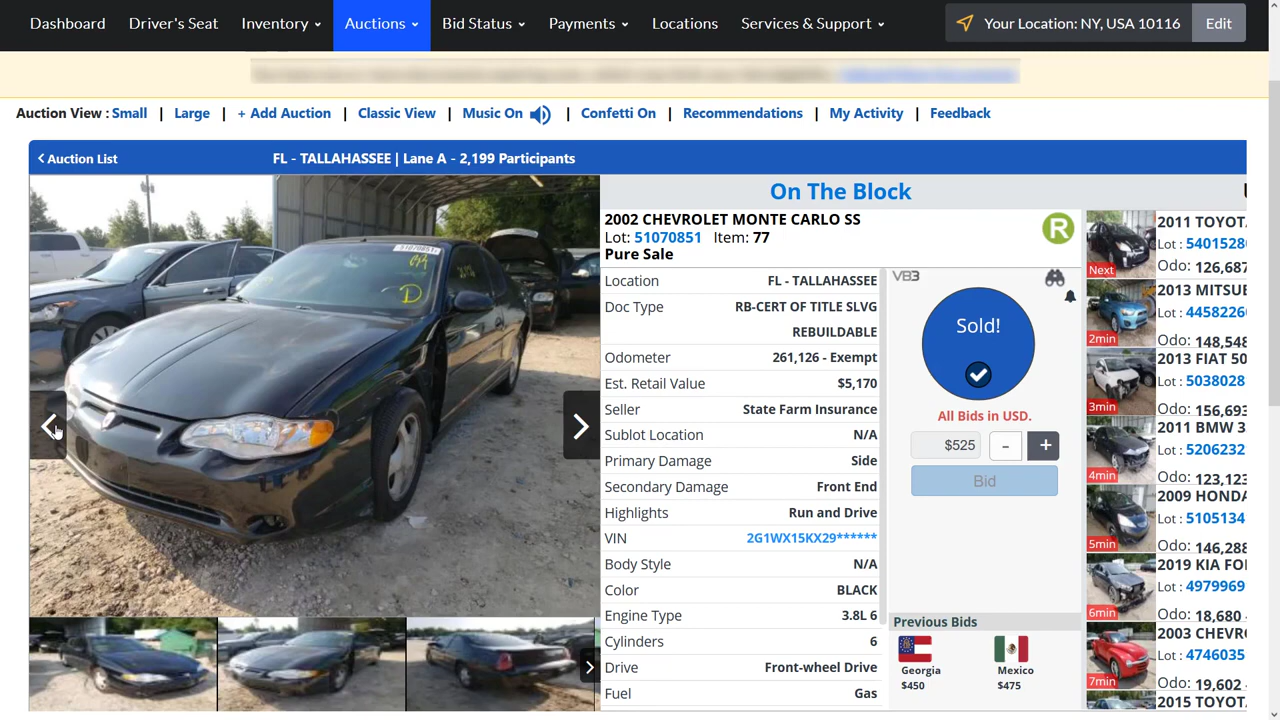 Dashboard Driver's Seat Inventory Auctions Bid Status Payments Locations Services & Support Your Location: NY, USA 10116 Edit
Auction View : Small | Large | + Add Auction | Classic View | Music On | Confetti On | Recommendations | My Activity | Feedback
Auction List FL - TALLAHASSEE | Lane A - 2,199 Participants
On The Block
2002 CHEVROLET MONTE CARLO SS
Lot: 51070851 Item: 77
Pure Sale
R
Location FL - TALLAHASSEE
Doc Type RB-CERT OF TITLE SLVG
REBUILDABLE
Odometer 261,126 - Exempt
Est. Retail Value $5,170
Seller State Farm Insurance
Sublot Location N/A
Primary Damage Side
Secondary Damage Front End
Highlights Run and Drive
VIN 2G1WX15KX29******
Body Style N/A
Color BLACK
Engine Type 3.8L 6
Cylinders 6
Drive Front-wheel Drive
Fuel Gas
VB3
Sold!
All Bids in USD.
$525 - +
Bid
Previous Bids
Georgia Mexico
$450 $475
2011 TOYOT
Lot : 5401528
Next Odo: 126,687
2013 MITSUB
Lot : 4458226
2min Odo: 148,548
2013 FIAT 50
Lot : 5038028
3min Odo: 156,693
2011 BMW 3
Lot : 5206232
4min Odo: 123,123
2009 HONDA
Lot : 5105134
5min Odo: 146,288
2019 KIA FO
Lot : 4979969
6min Odo: 18,680
2003 CHEVR
Lot : 4746035
7min Odo: 19,602
2015 TOYOT
51070851
D